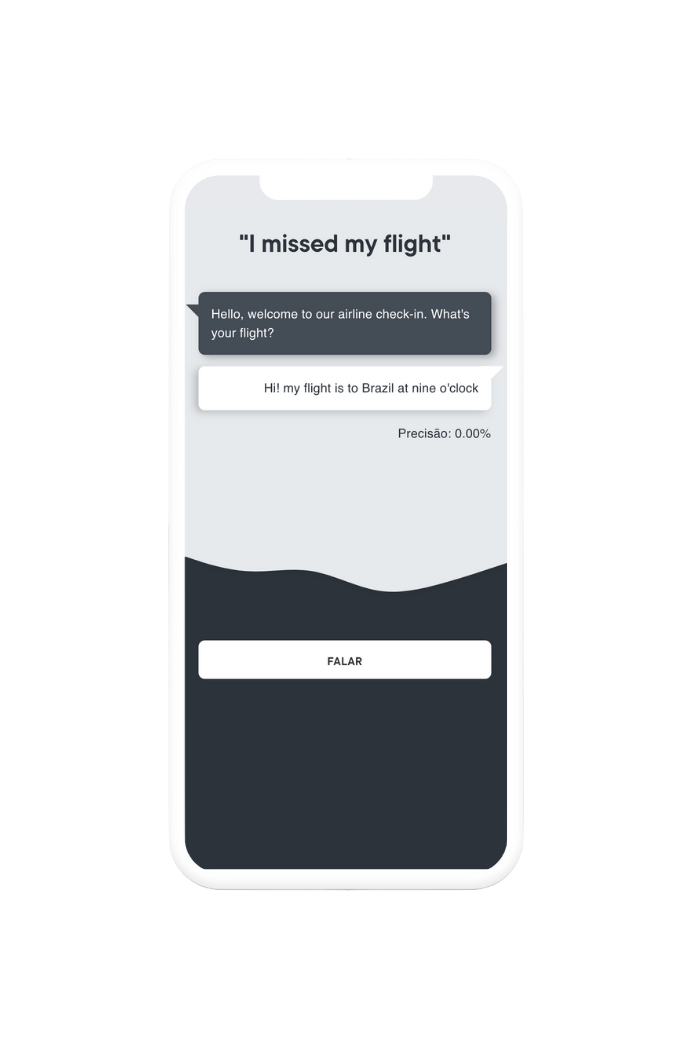 "I missed my flight"
Hello, welcome to our airline check-in. What's
your flight?
Hi! my flight is to Brazil at nine o'clock
Precisão: 0.00%
FALAR